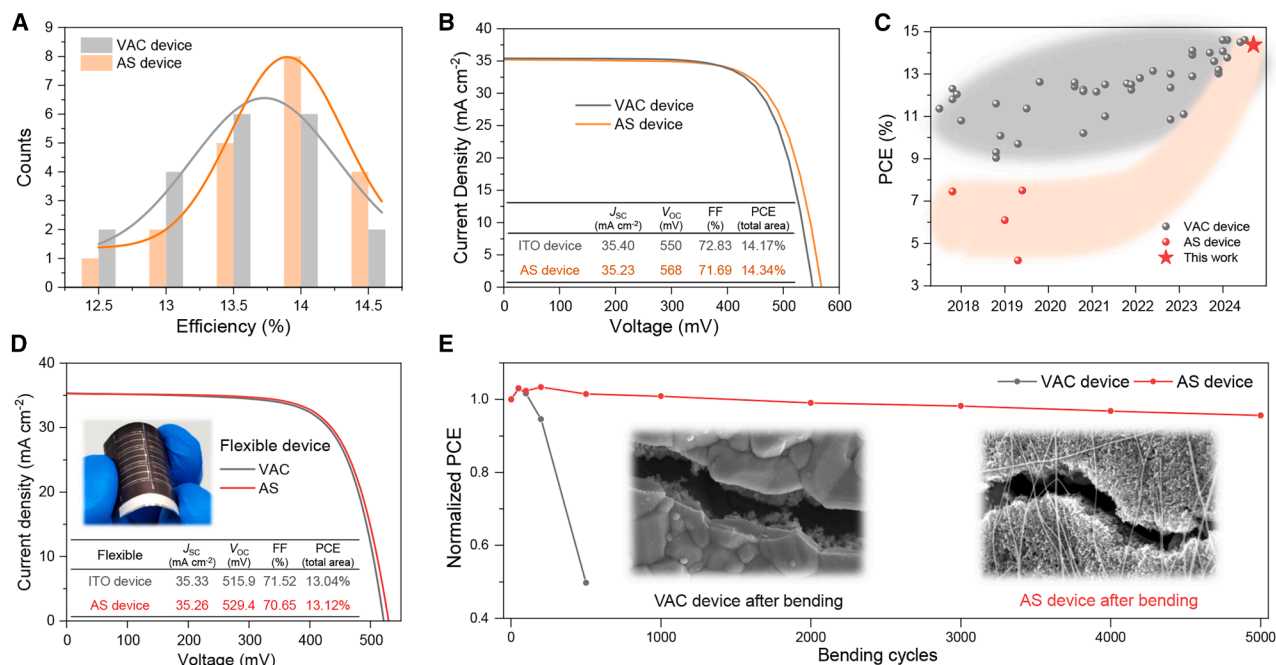 A
9
8
7
6
5
4
3
2
1
0
Counts
VAC device
AS device
12.5 13 13.5 14 14.5
Efficiency (%)
B
40
35
30
25
20
15
10
5
0
Current Density (mA cm-2)
VAC device
AS device
JSC VOC FF PCE
(mA cm-2) (mV) (%) (total area)
ITO device 35.40 550 72.83 14.17%
AS device 35.23 568 71.69 14.34%
0 100 200 300 400 500 600
Voltage (mV)
C
15
13
11
9
7
5
3
PCE (%)
VAC device
AS device
This work
2018 2019 2020 2021 2022 2023 2024
D
40
30
20
10
0
Current density (mA cm-2)
Flexible device
VAC
AS
Flexible JSC VOC FF PCE
(mA cm-2) (mV) (%) (total area)
ITO device 35.33 515.9 71.52 13.04%
AS device 35.26 529.4 70.65 13.12%
0 100 200 300 400 500
Voltage (mV)
E
1.0
0.8
0.6
0.4
Normalized PCE
VAC device AS device
VAC device after bending
AS device after bending
0 1000 2000 3000 4000 5000
Bending cycles